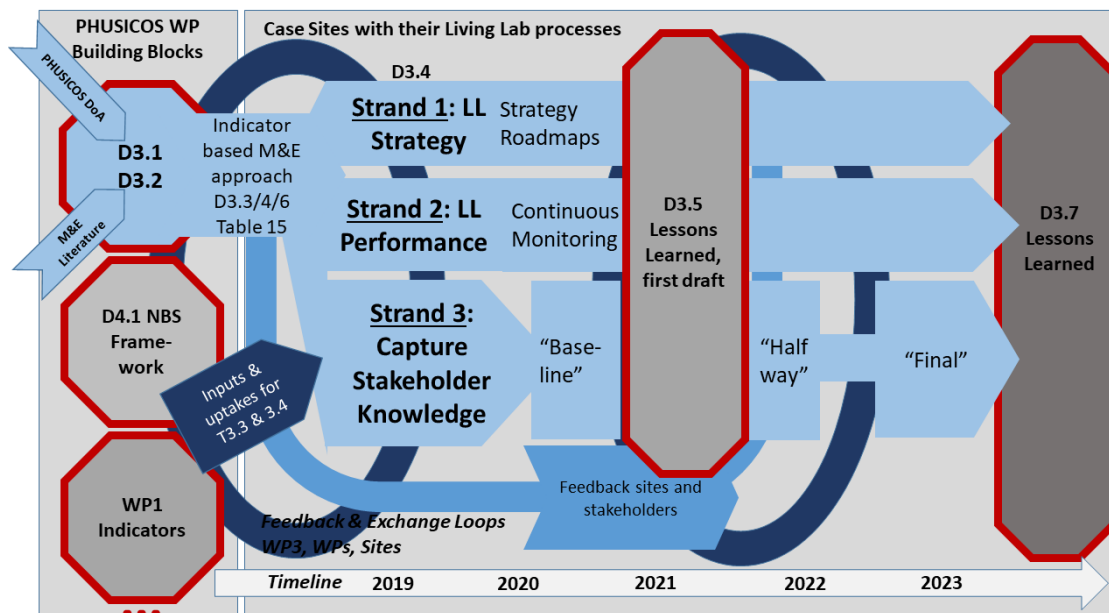 PHUSICOS WP
Building Blocks
PHUSICOS DoA
D3.1
D3.2
M&E
Literature
Indicator
based M&E
approach
D3.3/4/6
Table 15
D4.1 NBS
Frame-
work
Inputs &
uptakes for
T3.3 & 3.4
WP1
Indicators
Case Sites with their Living Lab processes
D3.4
Strand 1: LL
Strategy
Strategy
Roadmaps
Strand 2: LL
Performance
Continuous
Monitoring
Strand 3:
Capture
Stakeholder
Knowledge
“Base-
line”
D3.5
Lessons
Learned,
first draft
“Half
way”
“Final”
D3.7
Lessons
Learned
Feedback sites and
stakeholders
Feedback & Exchange Loops
WP3, WPs, Sites
Timeline 2019 2020 2021 2022 2023